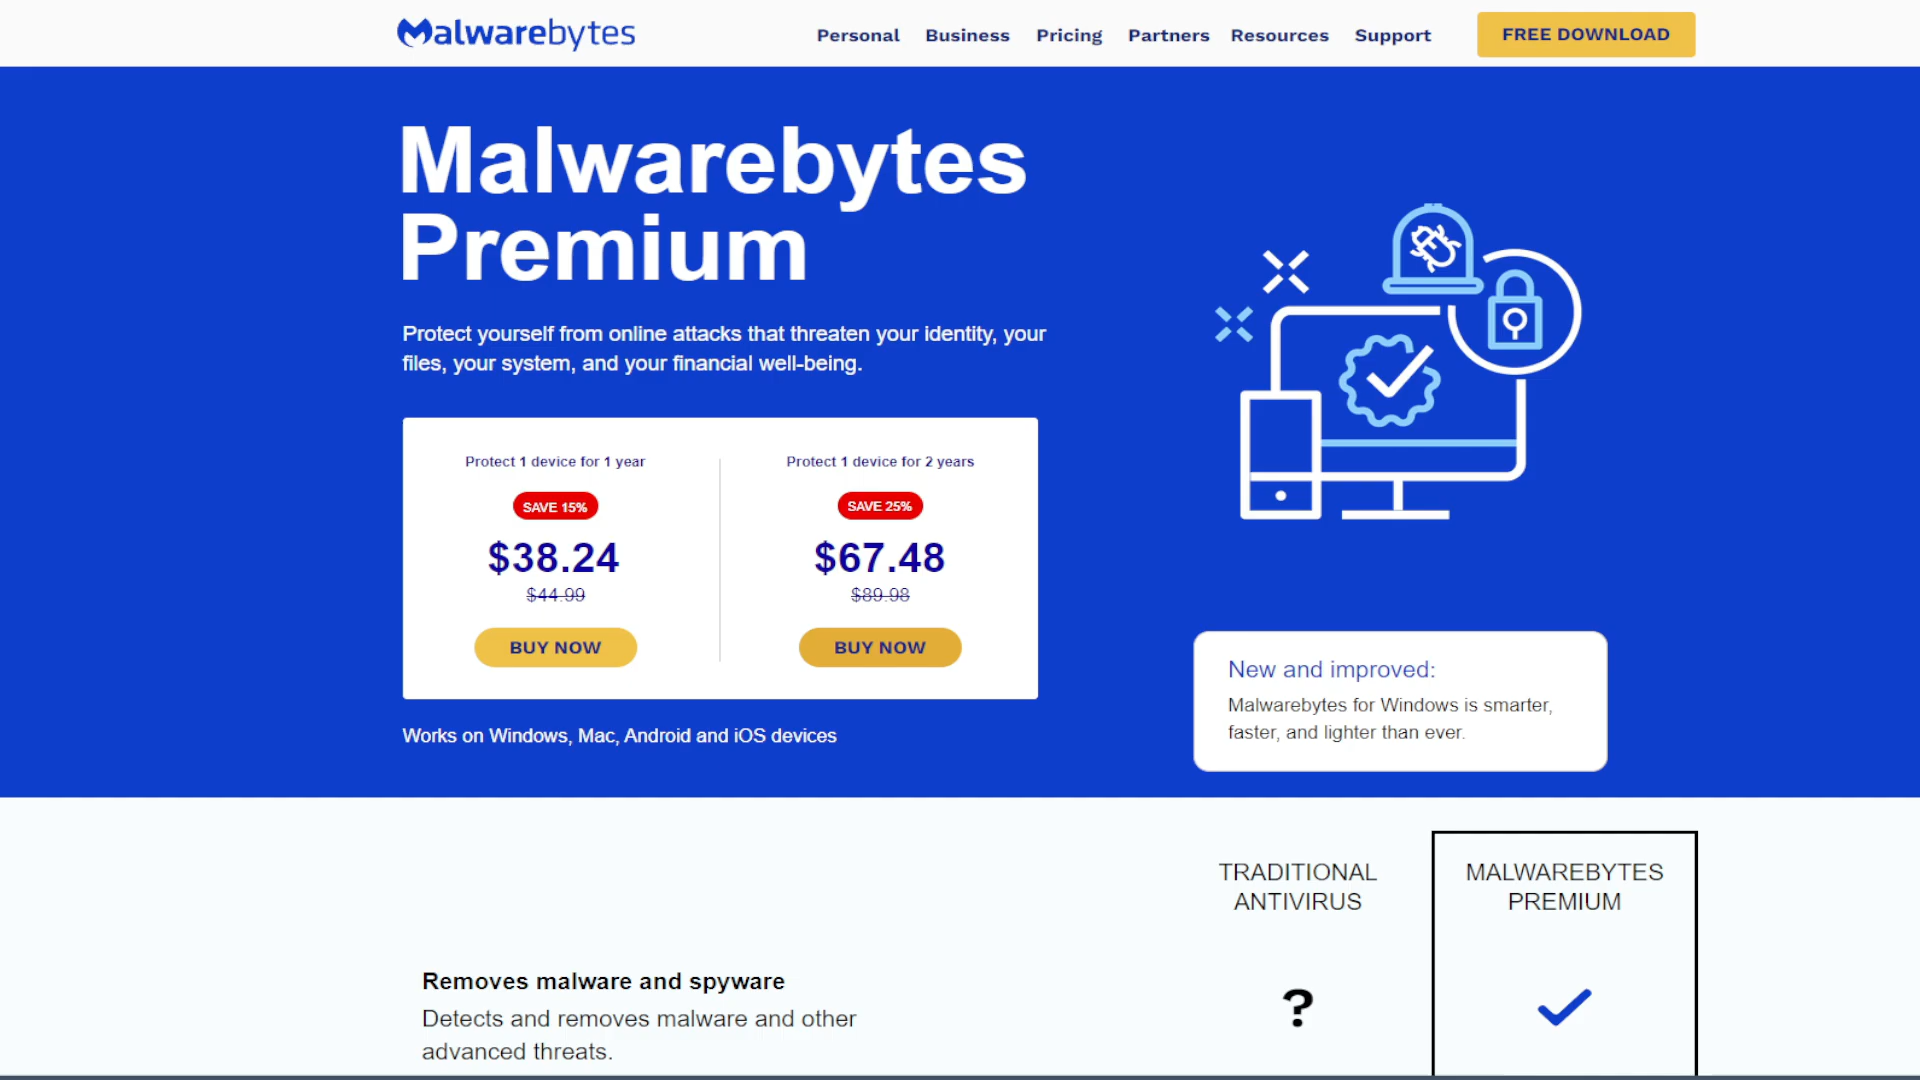 Malwarebytes
Personal Business Pricing Partners Resources Support FREE DOWNLOAD
Malwarebytes
Premium
Protect yourself from online attacks that threaten your identity, your
files, your system, and your financial well-being.
Protect 1 device for 1 year
SAVE 15%
$38.24
$44.99
BUY NOW
Protect 1 device for 2 years
SAVE 25%
$67.48
$89.98
BUY NOW
Works on Windows, Mac, Android and iOS devices
New and improved:
Malwarebytes for Windows is smarter,
faster, and lighter than ever.
TRADITIONAL
ANTIVIRUS
MALWAREBYTES
PREMIUM
Removes malware and spyware
Detects and removes malware and other
advanced threats.
?